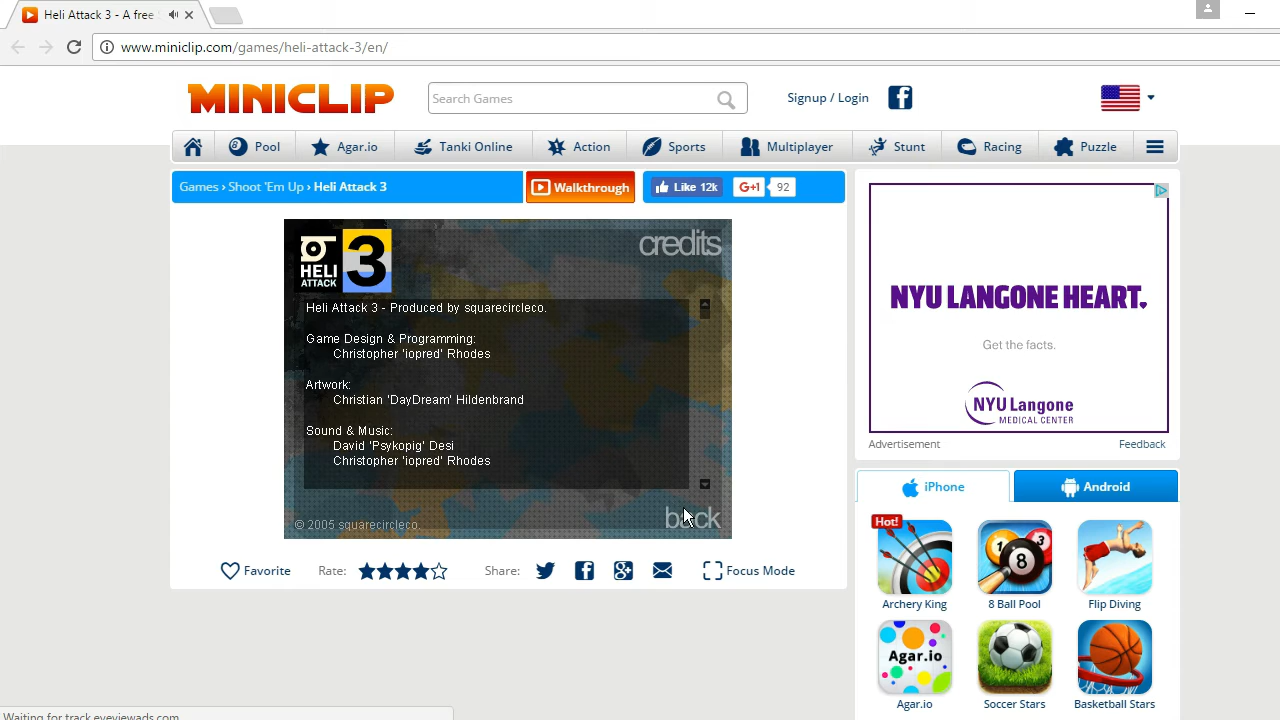 Heli Attack 3 - A free
www.miniclip.com/games/heli-attack-3/en/
MINICLIP
Search Games
Signup / Login
Pool
Agar.io
Tanki Online
Action
Sports
Multiplayer
Stunt
Racing
Puzzle
Games › Shoot 'Em Up › Heli Attack 3
Walkthrough
Like 12k
G+1
92
HELI
ATTACK
3
credits
Heli Attack 3 - Produced by squarecircleco.
Game Design & Programming:
Christopher 'iopred' Rhodes
Artwork:
Christian 'DayDream' Hildenbrand
Sound & Music:
David 'Psykopig' Desi
Christopher 'iopred' Rhodes
© 2005 squarecircleco.
back
Favorite
Rate:
Share:
Focus Mode
NYU LANGONE HEART.
Get the facts.
NYU Langone
MEDICAL CENTER
Advertisement
Feedback
iPhone
Android
Hot!
1
3
8
Archery King
8 Ball Pool
Flip Diving
Agar.io
Agar.io
Soccer Stars
Basketball Stars
Waiting for track.eyeviewads.com